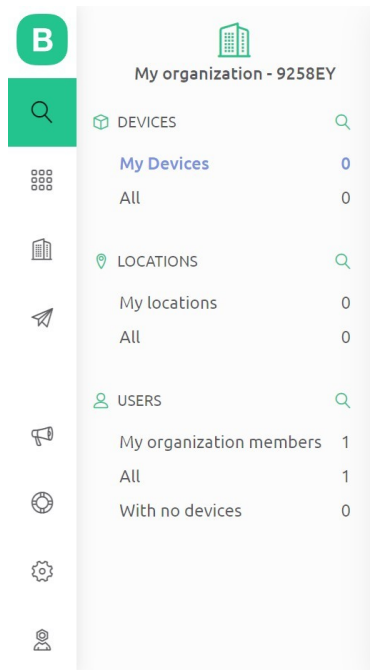 B
My organization - 9258EY
DEVICES
My Devices 0
All 0
LOCATIONS
My locations 0
All 0
USERS
My organization members 1
All 1
With no devices 0